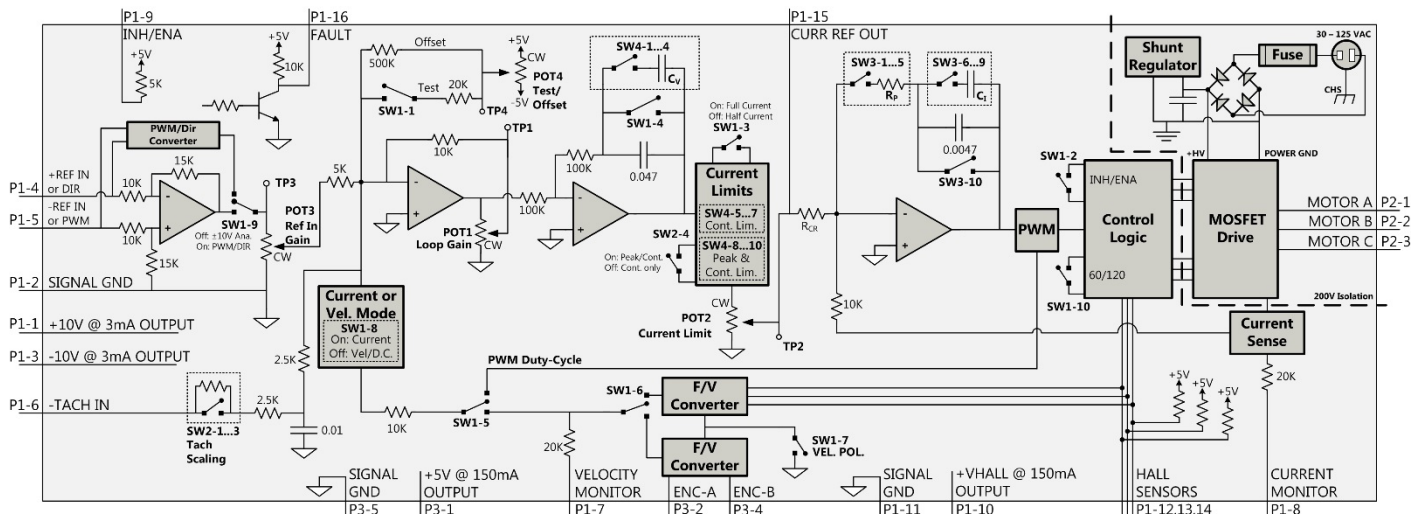 P1-9
INH/ENA
P1-16
FAULT
P1-15
CURR REF OUT
+5V
5K
+5V
10K
Offset
500K
Test
SW1-1
20K
+5V
CW
-5V
POT4
Test/
Offset
TP4
TP1
SW4-1...4
Cv
SW1-4
0.047
100K
100K
On: Full Current
Off: Half Current
SW1-3
SW3-1...5
RP
SW3-6...9
CI
0.0047
SW3-10
Shunt
Regulator
Fuse
30 – 125 VAC
CHS
+HV
POWER GND
PWM/Dir
Converter
15K
+REF IN
P1-4
or DIR
10K
-REF IN
P1-5
or PWM
10K
15K
SW1-9
Off: ±10V Ana.
On: PWM/DIR
TP3
POT3
Ref In
Gain
CW
5K
10K
POT1
Loop Gain
CW
Current
Limits
SW4-5...7
Cont. Lim.
SW4-8...10
Peak &
Cont. Lim.
SW2-4
On: Peak/Cont.
Off: Cont. only
CW
POT2
Current Limit
TP2
RCR
10K
PWM
SW1-2
INH/ENA
Control
Logic
60/120
SW1-10
MOSFET
Drive
MOTOR A P2-1
MOTOR B P2-2
MOTOR C P2-3
200V Isolation
P1-2 SIGNAL GND
P1-1 +10V @ 3mA OUTPUT
P1-3 -10V @ 3mA OUTPUT
P1-6 -TACH IN
SW2-1...3
Tach
Scaling
2.5K
2.5K
0.01
Current or
Vel. Mode
SW1-8
On: Current
Off: Vel/D.C.
10K
PWM Duty-Cycle
SW1-5
20K
SW1-6
F/V
Converter
F/V
Converter
SW1-7
VEL. POL.
Current
Sense
20K
+5V
+5V
+5V
SIGNAL
GND
P3-5
+5V @ 150mA
OUTPUT
P3-1
VELOCITY
MONITOR
P1-7
ENC-A
P3-2
ENC-B
P3-4
SIGNAL
GND
P1-11
+VHALL @ 150mA
OUTPUT
P1-10
HALL
SENSORS
P1-12,13,14
CURRENT
MONITOR
P1-8